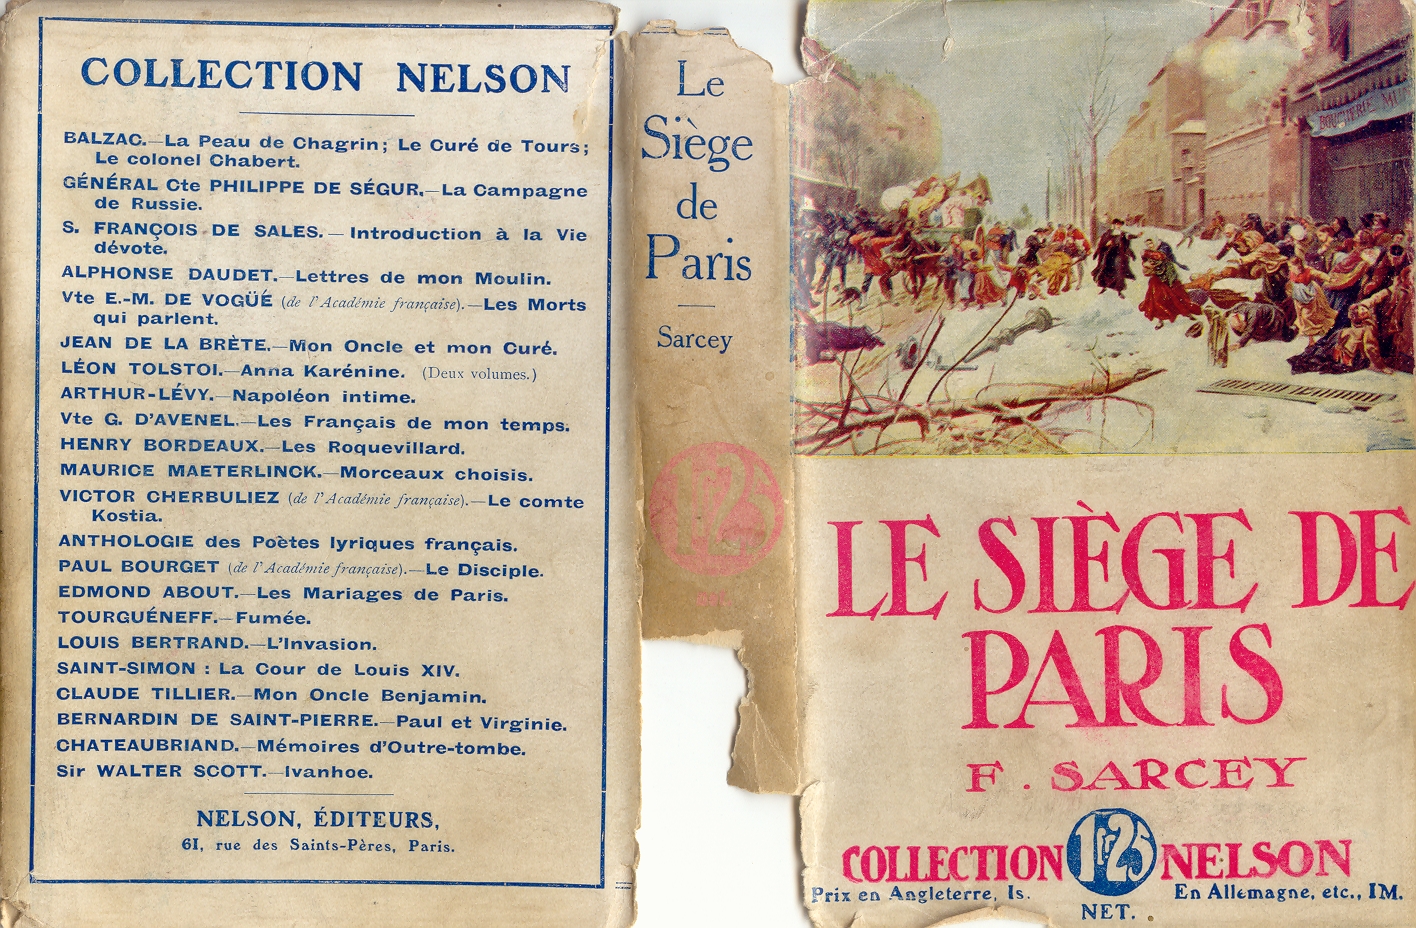 COLLECTION NELSON
BALZAC.—La Peau de Chagrin; Le Curé de Tours;
Le colonel Chabert.
GÉNÉRAL Cte PHILIPPE DE SÉGUR.—La Campagne
de Russie.
S. FRANÇOIS DE SALES.—Introduction à la Vie
dévote.
ALPHONSE DAUDET.—Lettres de mon Moulin.
Vte E.-M. DE VOGÜÉ (de l'Académie française).—Les Morts
qui parlent.
JEAN DE LA BRÈTE.—Mon Oncle et mon Curé.
LÉON TOLSTOI.—Anna Karénine. (Deux volumes.)
ARTHUR-LÉVY.—Napoléon intime.
Vte G. D'AVENEL.—Les Français de mon temps.
HENRY BORDEAUX.—Les Roquevillard.
MAURICE MAETERLINCK.—Morceaux choisis.
VICTOR CHERBULIEZ (de l'Académie française).—Le comte
Kostia.
ANTHOLOGIE des Poètes lyriques français.
PAUL BOURGET (de l'Académie française).—Le Disciple.
EDMOND ABOUT.—Les Mariages de Paris.
TOURGUÉNEFF.—Fumée.
LOUIS BERTRAND.—L'Invasion.
SAINT-SIMON : La Cour de Louis XIV.
CLAUDE TILLIER.—Mon Oncle Benjamin.
BERNARDIN DE SAINT-PIERRE.—Paul et Virginie.
CHATEAUBRIAND.—Mémoires d'Outre-tombe.
Sir WALTER SCOTT.—Ivanhoe.
NELSON, ÉDITEURS,
61, rue des Saints-Pères, Paris.
Le
Siège
de
Paris
Sarcey
1fr25
NET.
BOUCHERIE
LE SIÈGE DE
PARIS
F. SARCEY
COLLECTION 1fr25 NELSON
Prix en Angleterre, 1s. En Allemagne, etc., 1M.
NET.